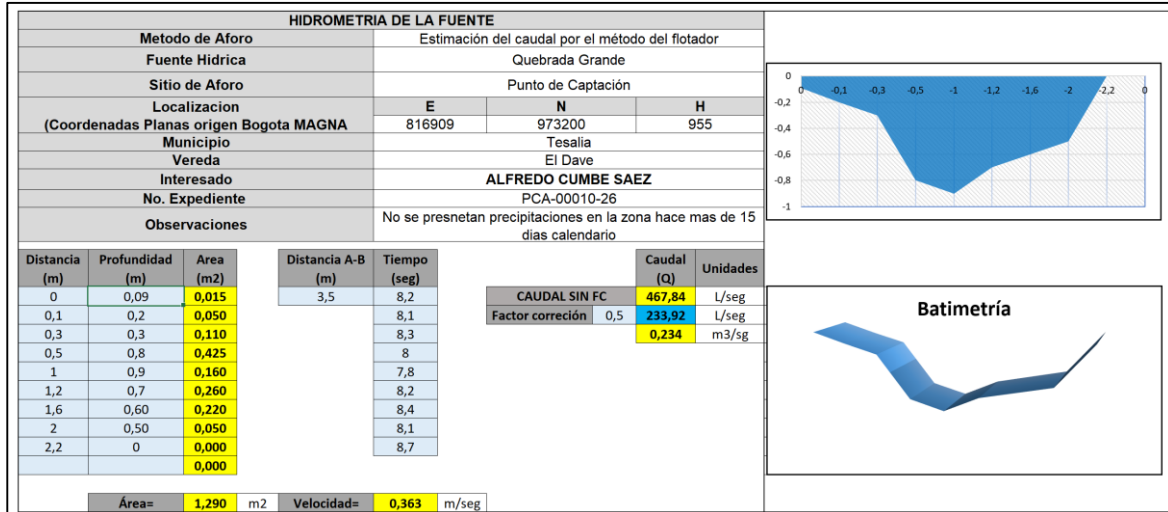 HIDROMETRIA DE LA FUENTE
Metodo de Aforo Estimación del caudal por el método del flotador
Fuente Hidrica Quebrada Grande
Sitio de Aforo Punto de Captación
Localizacion E N H
(Coordenadas Planas origen Bogota MAGNA 816909 973200 955
Municipio Tesalia
Vereda El Dave
Interesado ALFREDO CUMBE SAEZ
No. Expediente PCA-00010-26
Observaciones No se presnetan precipitaciones en la zona hace mas de 15
dias calendario
Distancia Profundidad Area Distancia A-B Tiempo Caudal Unidades
(m) (m) (m2) (m) (seg) (Q)
0 0,09 0,015 3,5 8,2 CAUDAL SIN FC 467,84 L/seg
0,1 0,2 0,050 8,1 Factor correción 0,5 233,92 L/seg
0,3 0,3 0,110 8,3 0,234 m3/sg
0,5 0,8 0,425 8
1 0,9 0,160 7,8
1,2 0,7 0,260 8,2
1,6 0,60 0,220 8,4
2 0,50 0,050 8,1
2,2 0 0,000 8,7
0,000
Área= 1,290 m2 Velocidad= 0,363 m/seg
0
0 -0,1 -0,3 -0,5 -1 -1,2 -1,6 -2 -2,2 0
-0,2
-0,4
-0,6
-0,8
-1
Batimetría